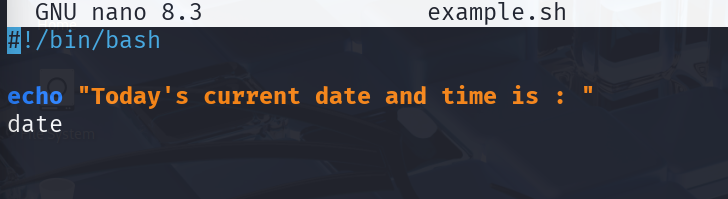 GNU nano 8.3 example.sh
#!/bin/bash
echo "Today's current date and time is : "
date